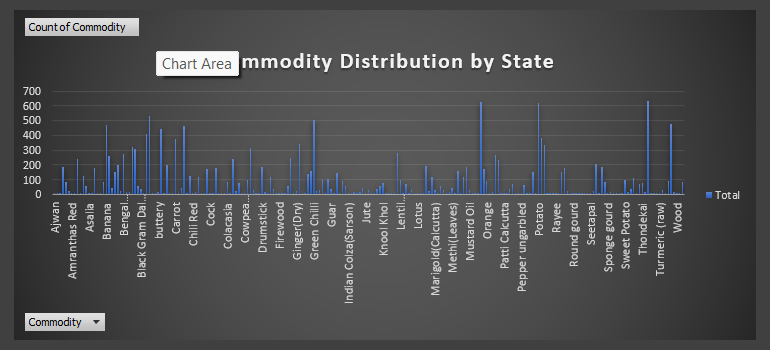 Count of Commodity
Chart Area
mmodity Distribution by State
700
600
500
400
300
200
100
0
Ajwan
Amranthas Red
Asalia
Banana
Bengal...
Black Gram Dal...
buttery
Carrot
Chili Red
Cock
Colacasia
Cowpea...
Drumstick
Firewood
Ginger(Dry)
Green Chilli
Guar
Indian Colza(Sarson)
Jute
Knool Khol
Lentil...
Lotus
Marigold(Calcutta)
Methi(Leaves)
Mustard Oil
Orange
Patti Calcutta
Pepper ungarbled
Potato
Rayee
Round gourd
Seetapal
Sponge gourd
Sweet Potato
Thondekai
Turmeric (raw)
Wood
Total
Commodity